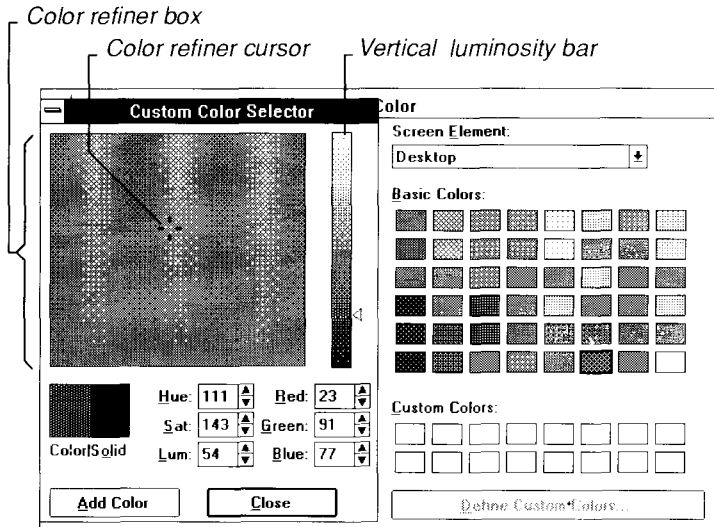 Color refiner box
Color refiner cursor
Vertical luminosity bar
Custom Color Selector
Color
Screen Element:
Desktop
Basic Colors:
Hue: 111
Red: 23
Sat: 143
Green: 91
Lum: 54
Blue: 77
Color|Solid
Custom Colors:
Add Color
Close
Define Custom Colors...